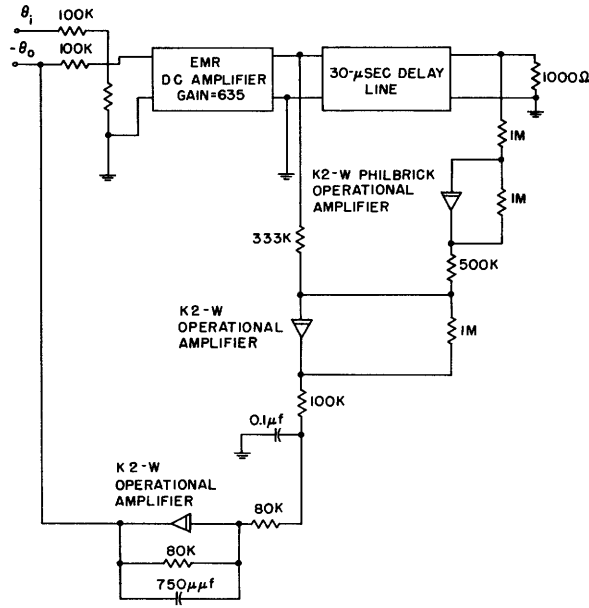 θi
100K
-θo
100K
EMR
DC AMPLIFIER
GAIN=635
30-μSEC DELAY
LINE
1000Ω
1M
K2-W PHILBRICK
OPERATIONAL
AMPLIFIER
1M
333K
500K
K2-W
OPERATIONAL
AMPLIFIER
1M
100K
0.1μf
K2-W
OPERATIONAL
AMPLIFIER
80K
80K
750μμf